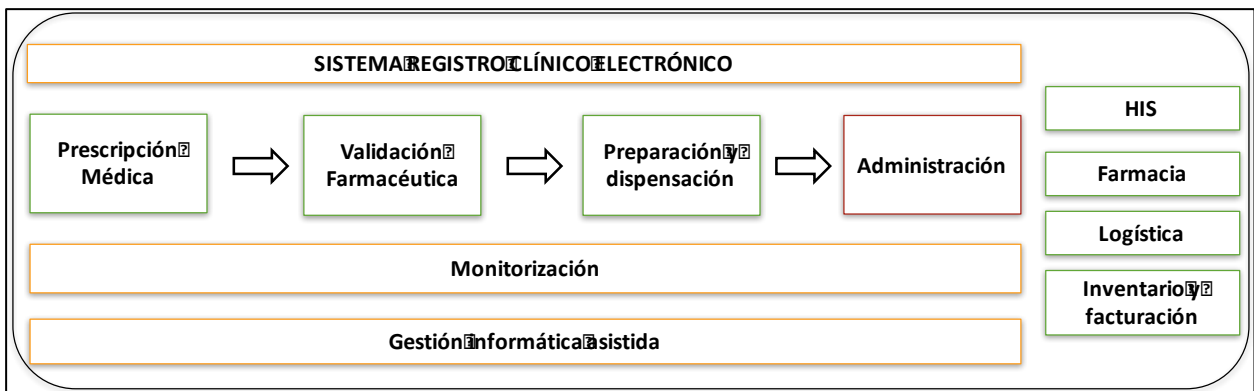 SISTEMA REGISTRO CLÍNICO ELECTRÓNICO
HIS
Prescripción
Médica
Validación
Farmacéutica
Preparación y
dispensación
Administración
Farmacia
Logística
Monitorización
Inventario y
facturación
Gestión informática asistida